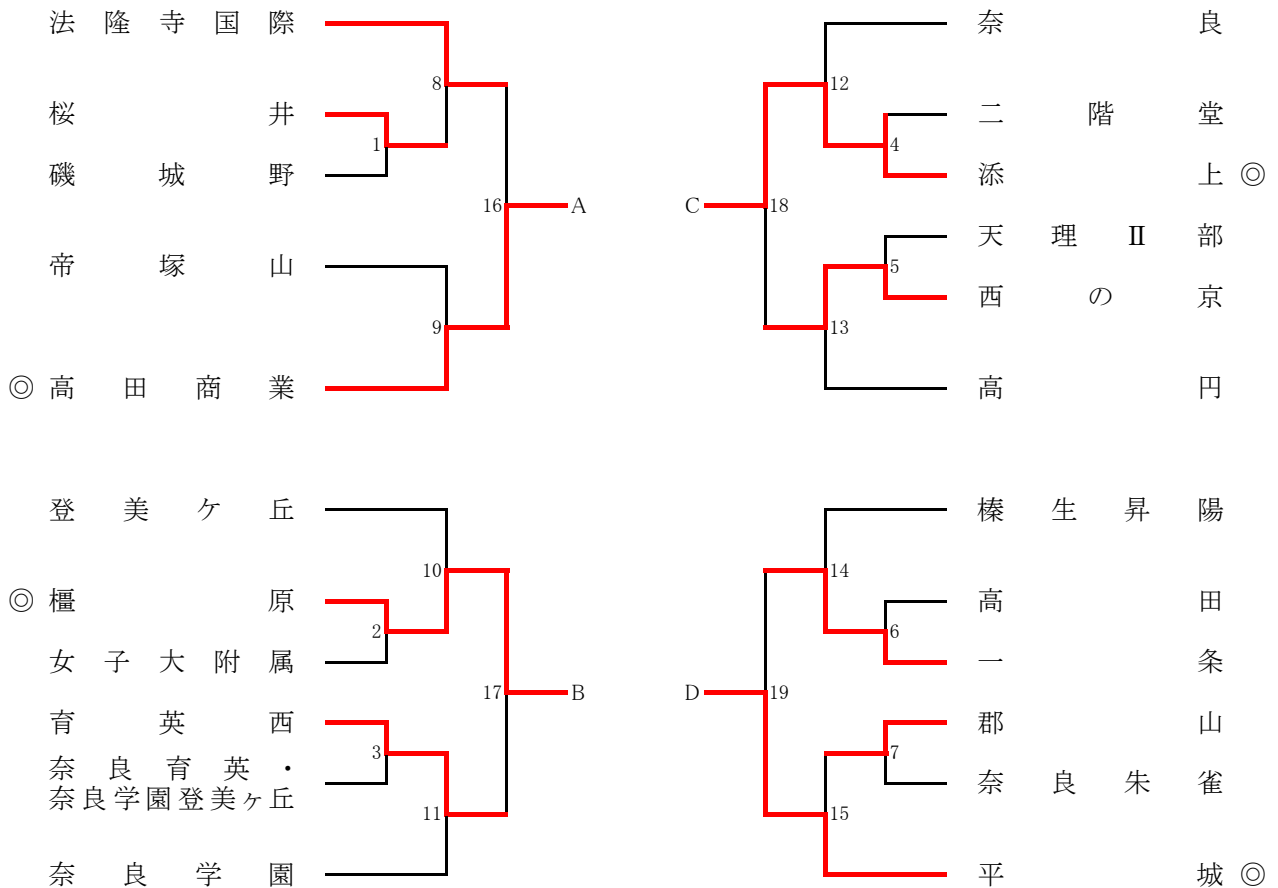 法隆寺国際
8
桜井
1
磯城野
16 A
帝塚山
9
◎ 高田商業
登美ケ丘
10
◎ 橿原
2
女子大附属
17 B
育英西
3
奈良育英・
奈良学園登美ヶ丘
11
奈良学園
奈良
12
二階堂
4
添上 ◎
C 18
天理Ⅱ部
5
西の京
13
高円
榛生昇陽
14
高田
6
一条
D 19
郡山
7
奈良朱雀
15
平城 ◎